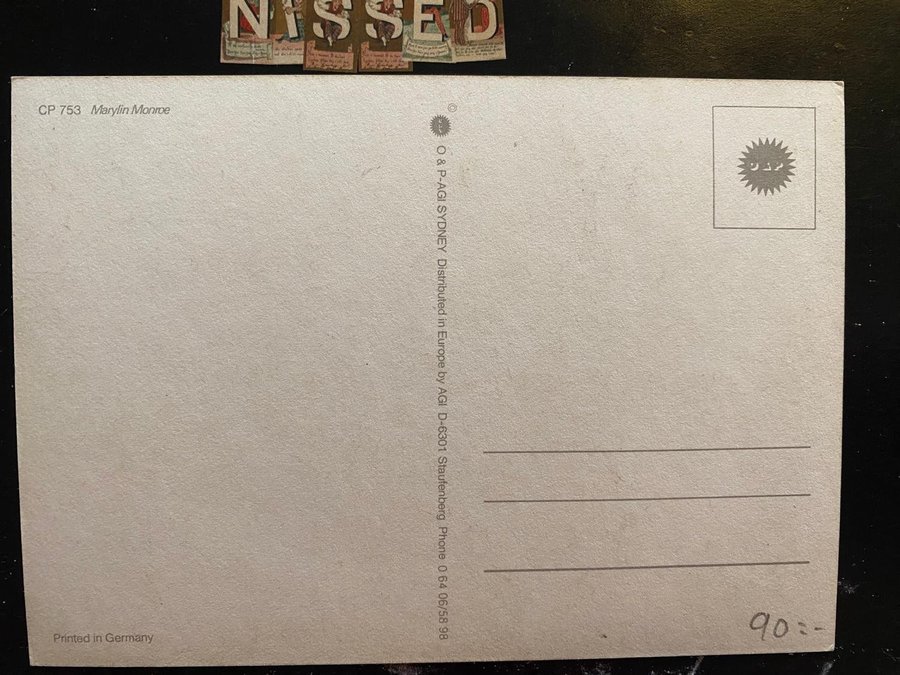 NISSED
CP 753 Marylin Monroe
©
O & P-AGI SYDNEY Distributed in Europe by AGI D-6301 Staufenberg Phone 0 64 06/58 98
Printed in Germany
90:-